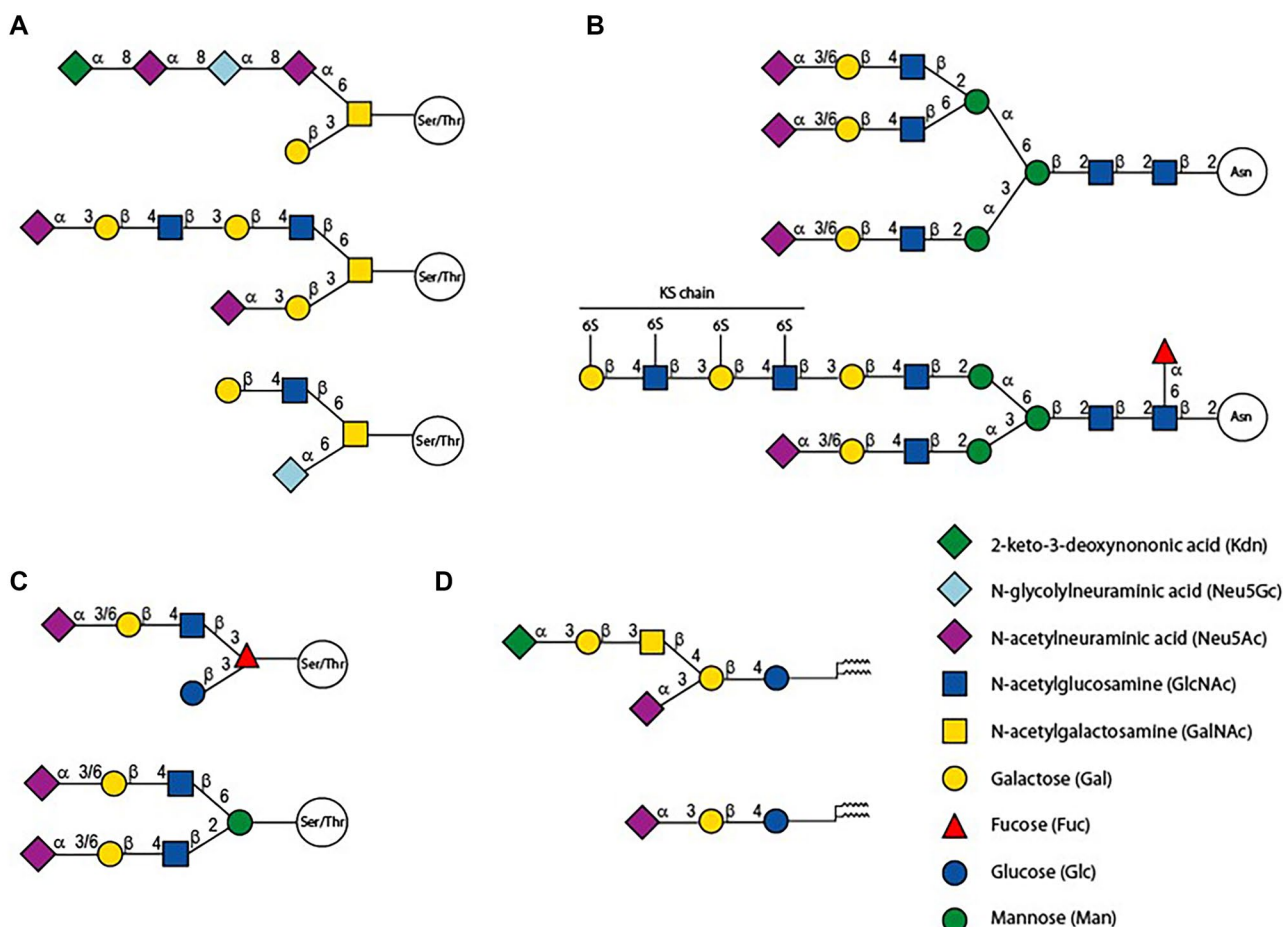 A
α 8 α 8 α 8 α 6
β 3
Ser/Thr
α 3 β 4 β 3 β 4 β 6
α 3 β 3
Ser/Thr
β 4 β 6
α 6
Ser/Thr
B
α 3/6 β 4 β 2
α 3/6 β 4 β 6
α 6
β 2 β 2 β 2
Asn
3 α
α 3/6 β 4 β 2
KS chain
6S 6S 6S 6S
β 4 β 3 β 4 β 3 β 4 β 2 α 6
α 6
β 2 β 2 β 2
Asn
α 3/6 β 4 β 2 α 3
C
α 3/6 β 4 β 3
β 3
Ser/Thr
α 3/6 β 4 β 6
α 3/6 β 4 β 2
Ser/Thr
D
α 3 β 3 β 4
α 3
β 4
α 3 β 4
2-keto-3-deoxynononic acid (Kdn)
N-glycolylneuraminic acid (Neu5Gc)
N-acetylneuraminic acid (Neu5Ac)
N-acetylglucosamine (GlcNAc)
N-acetylgalactosamine (GalNAc)
Galactose (Gal)
Fucose (Fuc)
Glucose (Glc)
Mannose (Man)